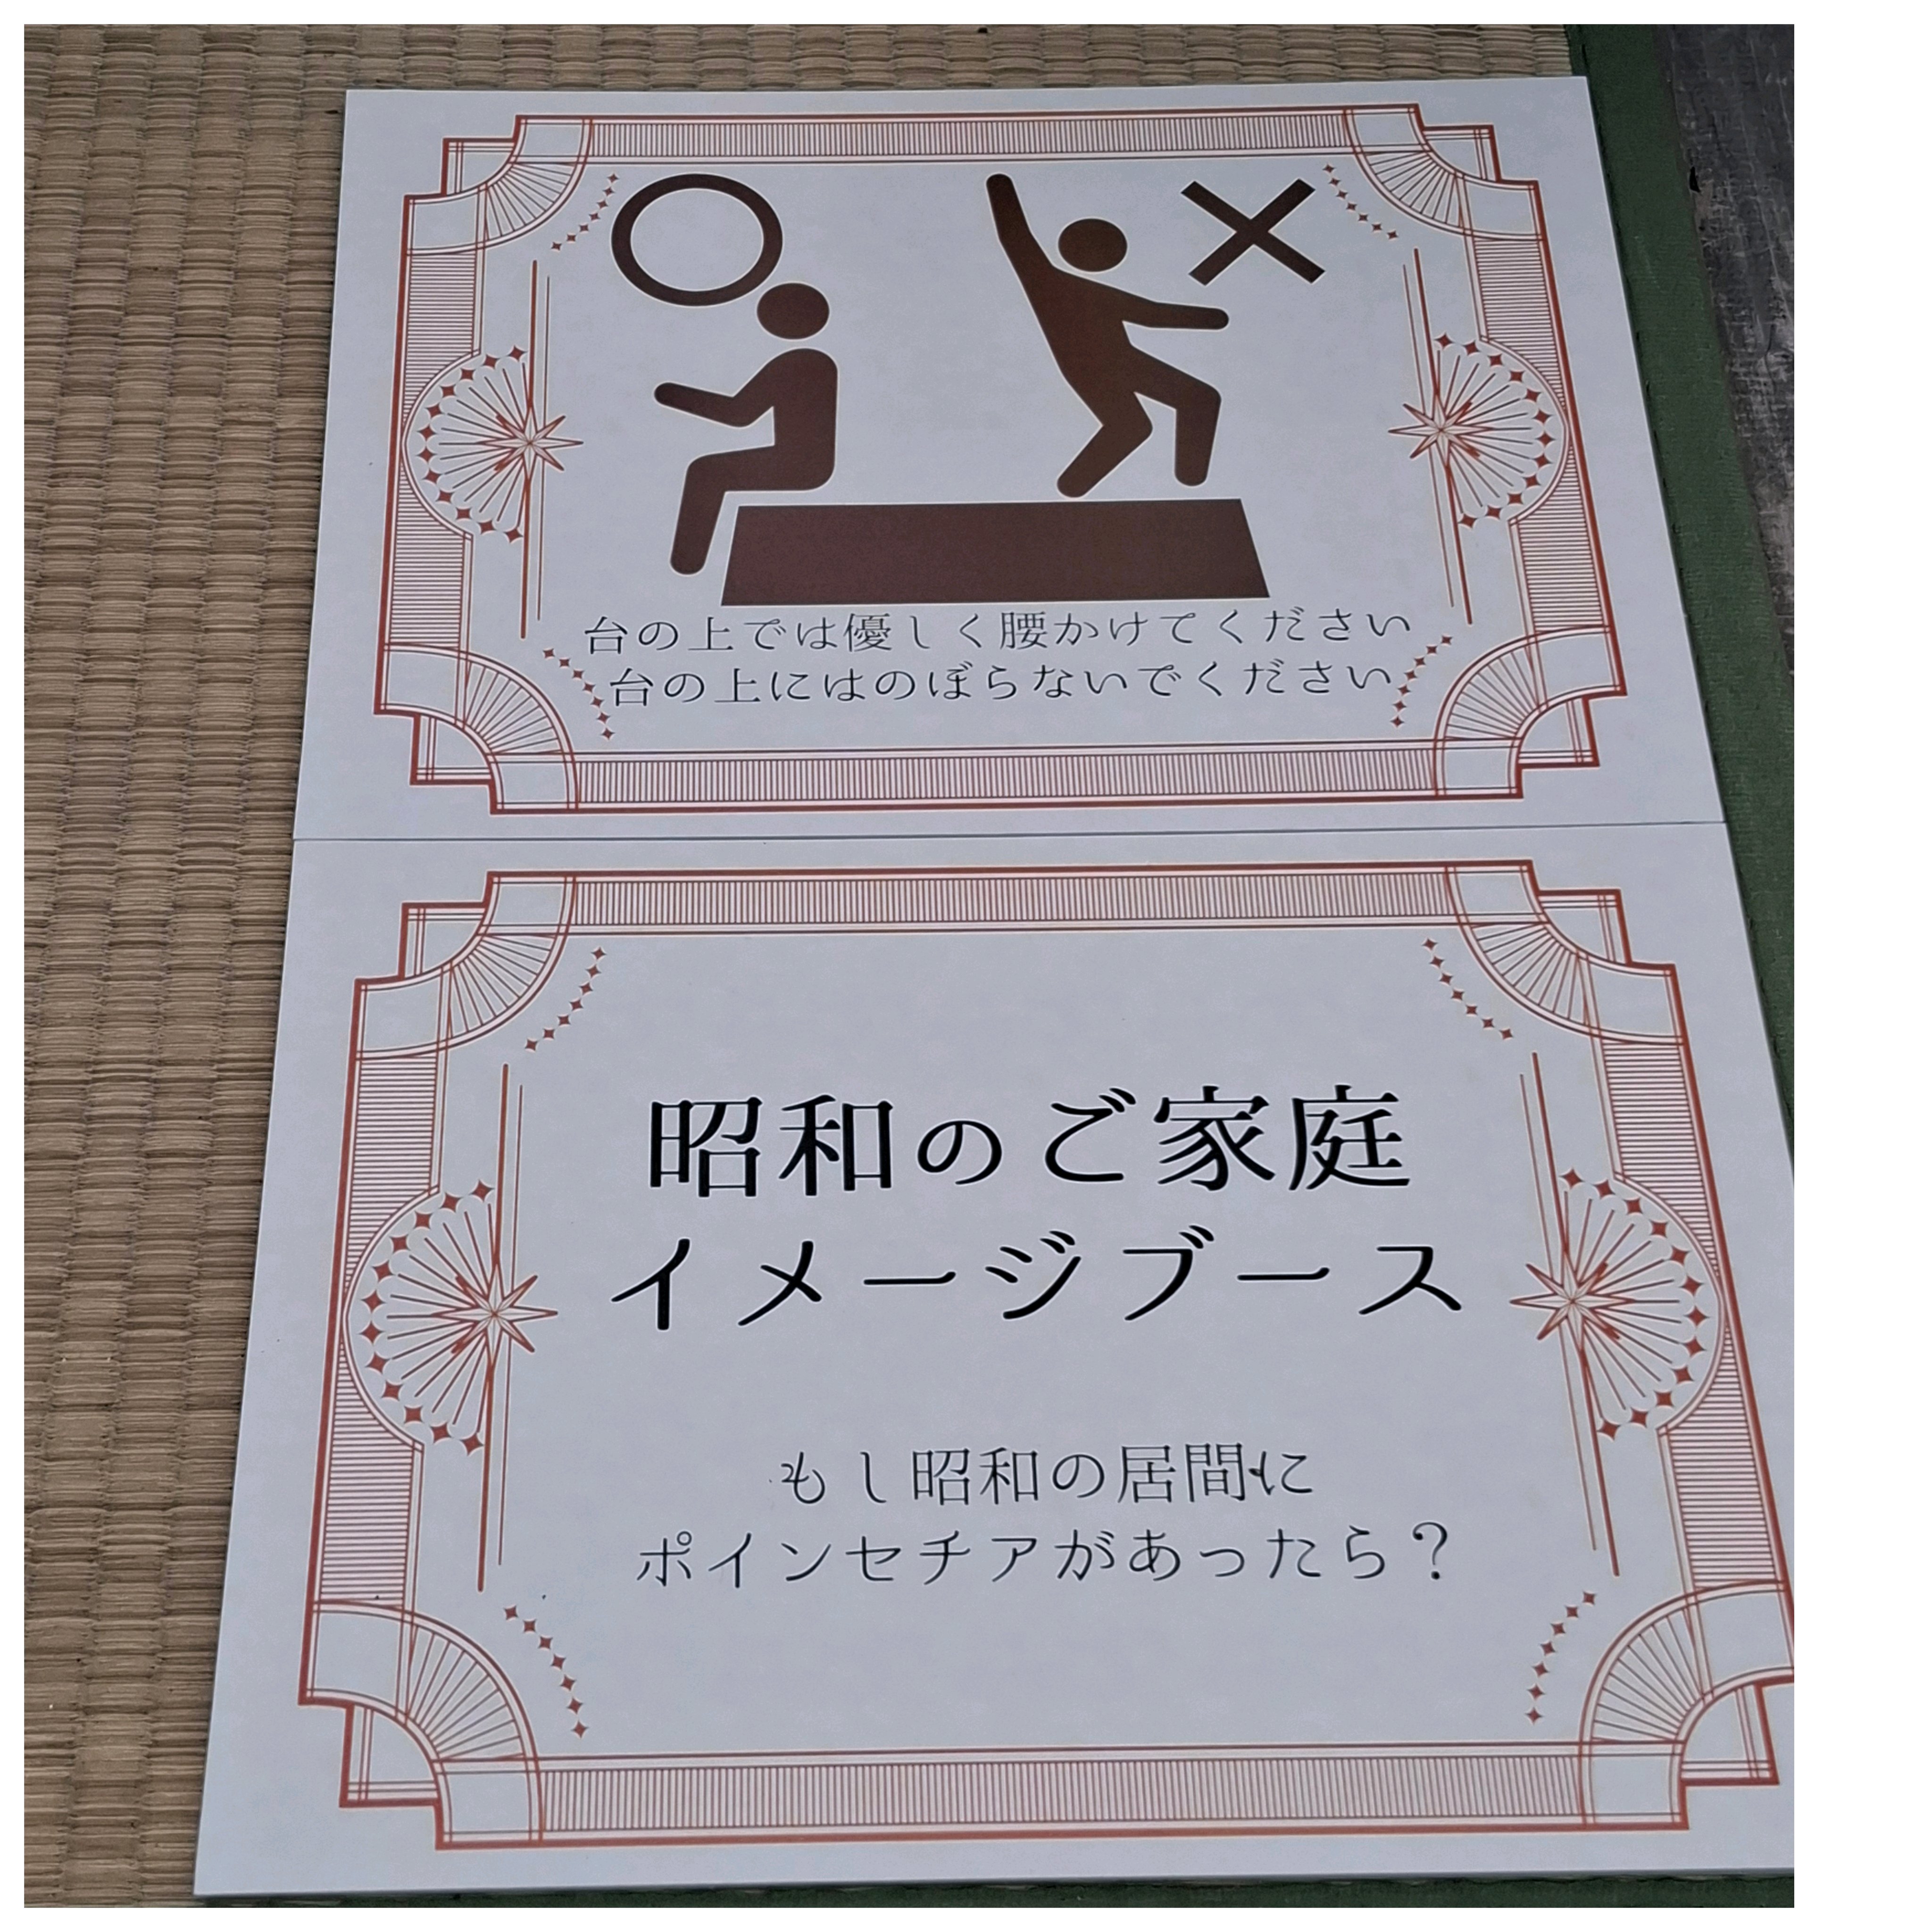 台の上では優しく腰かけてください
台の上にはのぼらないでください
昭和のご家庭
イメージブース
もし昭和の居間に
ポインセチアがあったら？